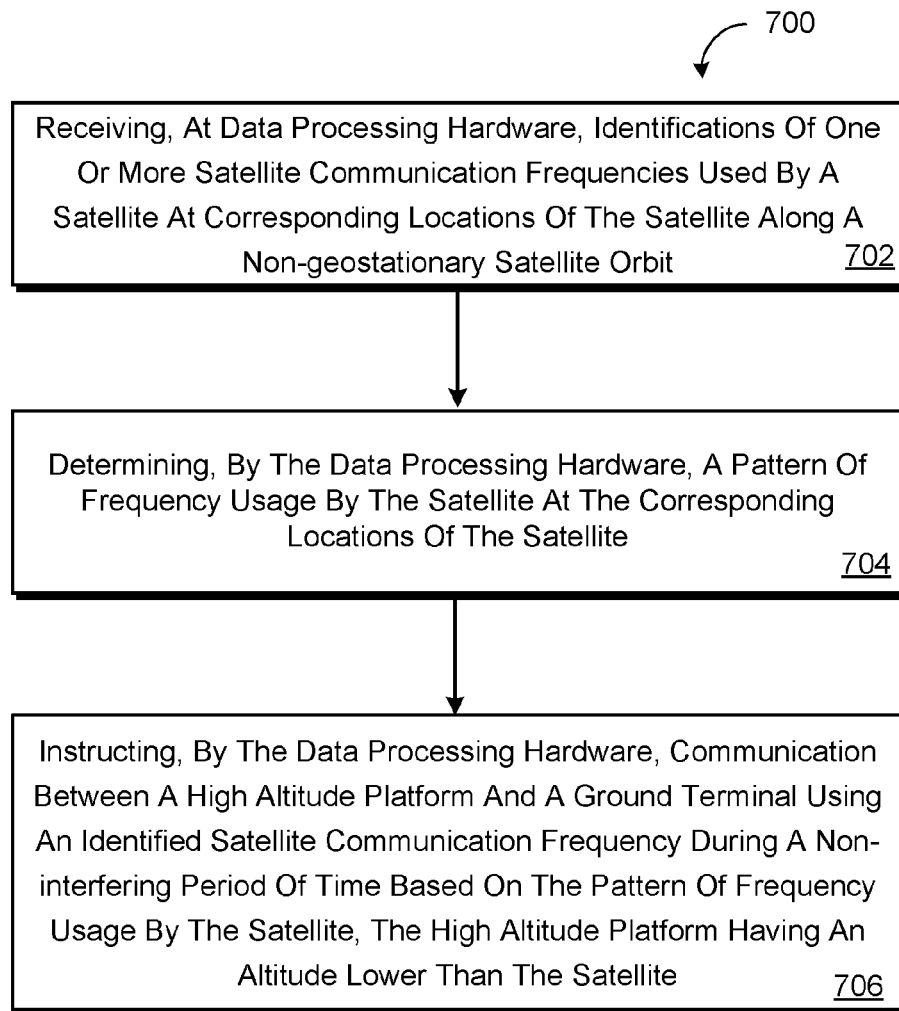 700
Receiving, At Data Processing Hardware, Identifications Of One
Or More Satellite Communication Frequencies Used By A
Satellite At Corresponding Locations Of The Satellite Along A
Non-geostationary Satellite Orbit
702
Determining, By The Data Processing Hardware, A Pattern Of
Frequency Usage By The Satellite At The Corresponding
Locations Of The Satellite
704
Instructing, By The Data Processing Hardware, Communication
Between A High Altitude Platform And A Ground Terminal Using
An Identified Satellite Communication Frequency During A Non-
interfering Period Of Time Based On The Pattern Of Frequency
Usage By The Satellite, The High Altitude Platform Having An
Altitude Lower Than The Satellite
706